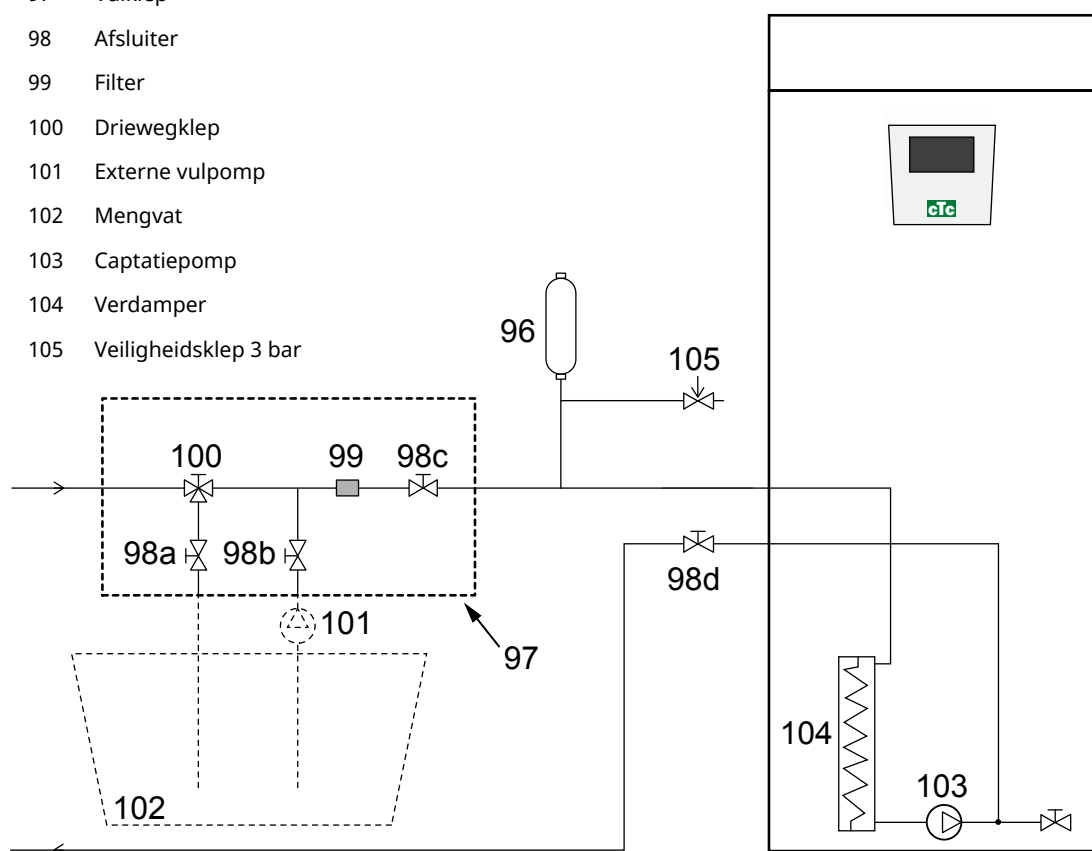 98 Afsluiter
99 Filter
100 Driewegklep
101 Externe vulpomp
102 Mengvat
103 Captatiepomp
104 Verdamper
105 Veiligheidsklep 3 bar
cTc
96
105
100 99 98c
98a 98b
98d
101
97
104
103
102